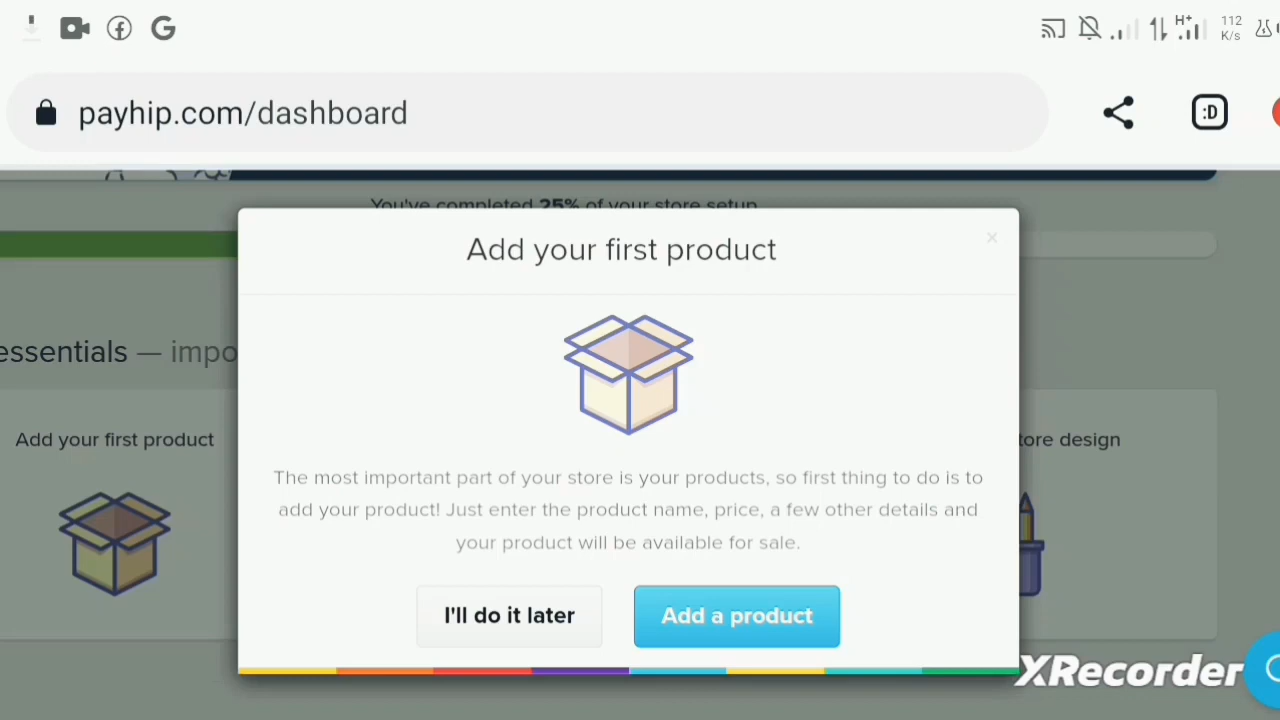 H+
112
K/s
payhip.com/dashboard
:D
You've completed 25% of your store setup
Add your first product
×
essentials — impo
Add your first product
tore design
The most important part of your store is your products, so first thing to do is to
add your product! Just enter the product name, price, a few other details and
your product will be available for sale.
I'll do it later
Add a product
XRecorder